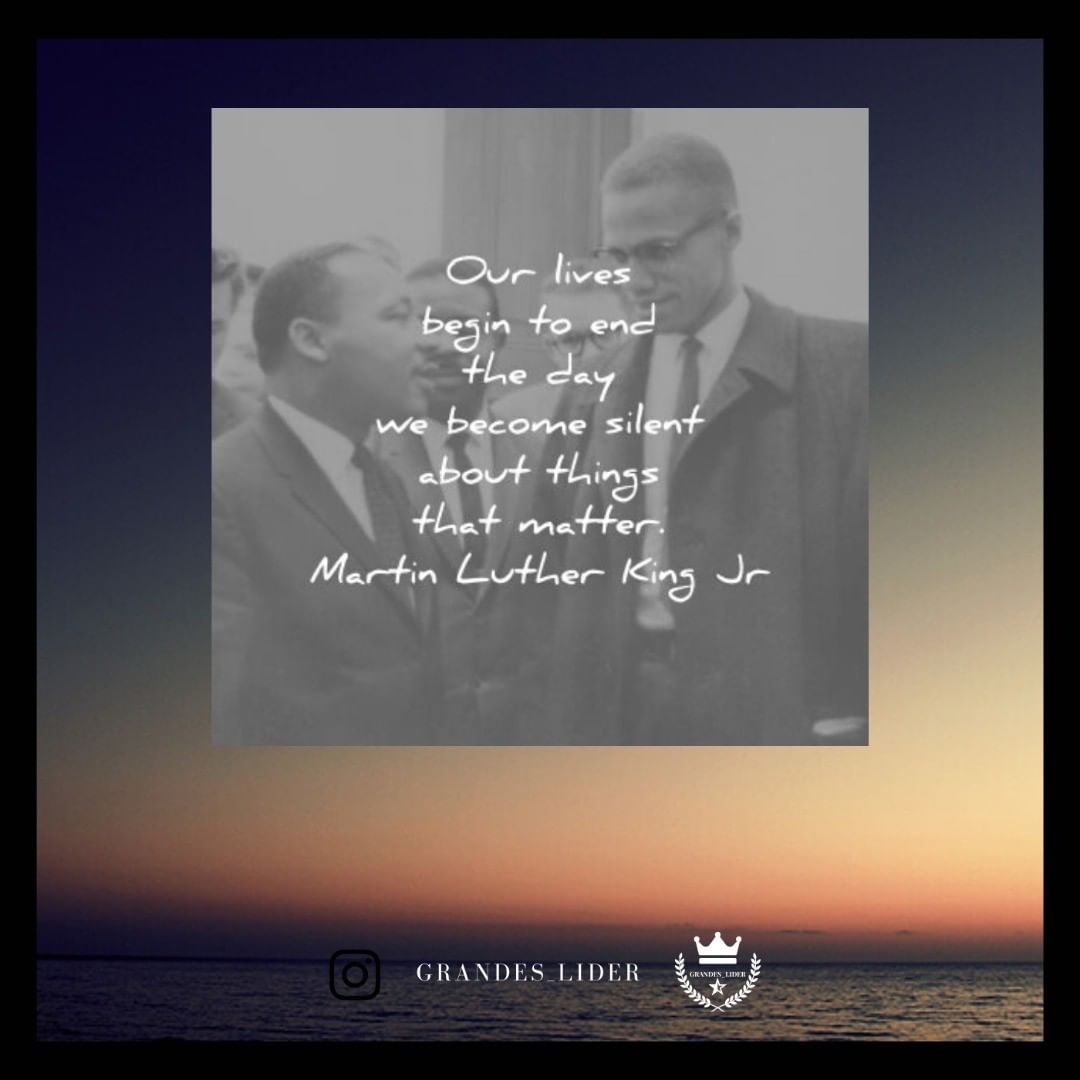 Our lives
begin to end
the day
we become silent
about things
that matter.
Martin Luther King Jr
GRANDES_LIDER
GRANDES_LIDER